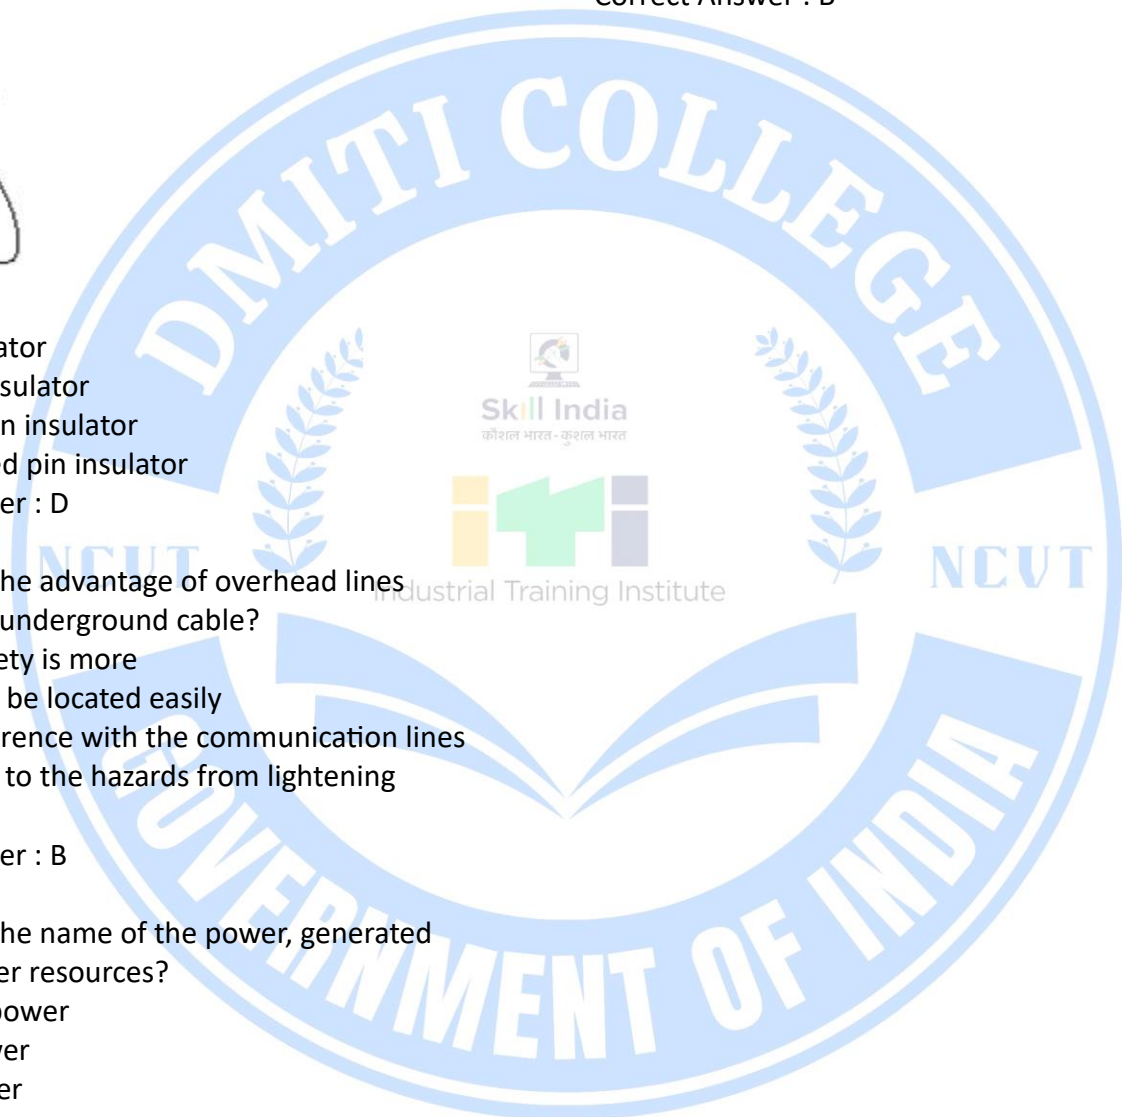 Correct Answer : B
ator
sulator
n insulator
ed pin insulator
er : D
he advantage of overhead lines
underground cable?
ety is more
be located easily
rence with the communication lines
to the hazards from lightening
er : B
he name of the power, generated
er resources?
power
ver
er
DMITI COLLEGE
Skill India
कौशल भारत - कुशल भारत
iti
Industrial Training Institute
NCVT
NCVT
GOVERNMENT OF INDIA